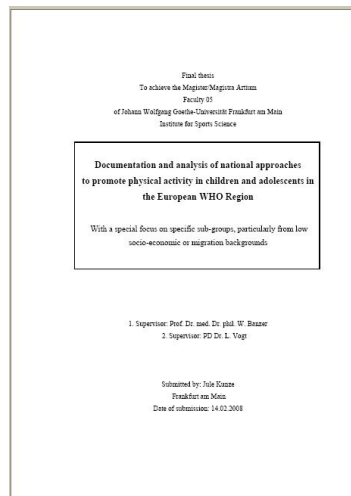 Final thesis
To achieve the Magister/Magistra Artium
Faculty 05
of Johann Wolfgang Goethe-Universität Frankfurt am Main
Institute for Sports Science
Documentation and analysis of national approaches
to promote physical activity in children and adolescents in
the European WHO Region
With a special focus on specific sub-groups, particularly from low
socio-economic or migration backgrounds
1. Supervisor: Prof. Dr. med. Dr. phil. W. Banzer
2. Supervisor: PD Dr. L. Vogt
Submitted by: Jule Kunze
Frankfurt am Main
Date of submission: 14.02.2008